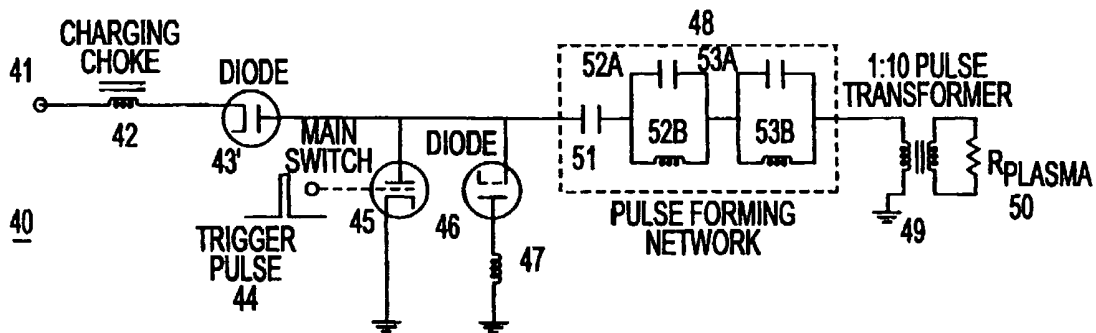 CHARGING
CHOKE
41
42
DIODE
43'
MAIN
SWITCH
40
TRIGGER
PULSE
44
45
DIODE
46
47
48
52A
53A
51
52B
53B
PULSE FORMING
NETWORK
1:10 PULSE
TRANSFORMER
49
RPLASMA
50